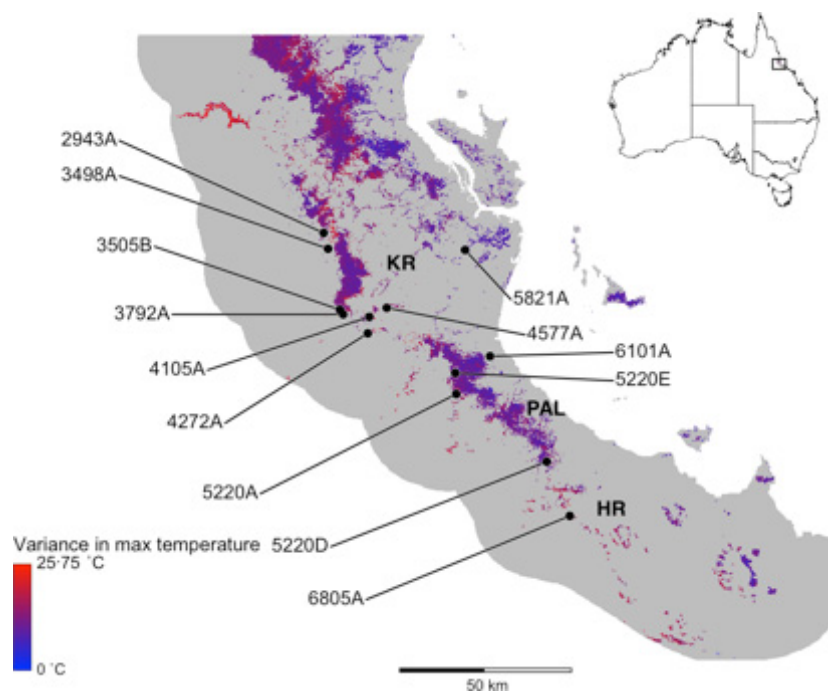 2943A
3498A
3505B
KR
5821A
3792A
4577A
6101A
4105A
5220E
4272A
PAL
5220A
HR
Variance in max temperature
5220D
25·75 ˚C
6805A
0 ˚C
50 km